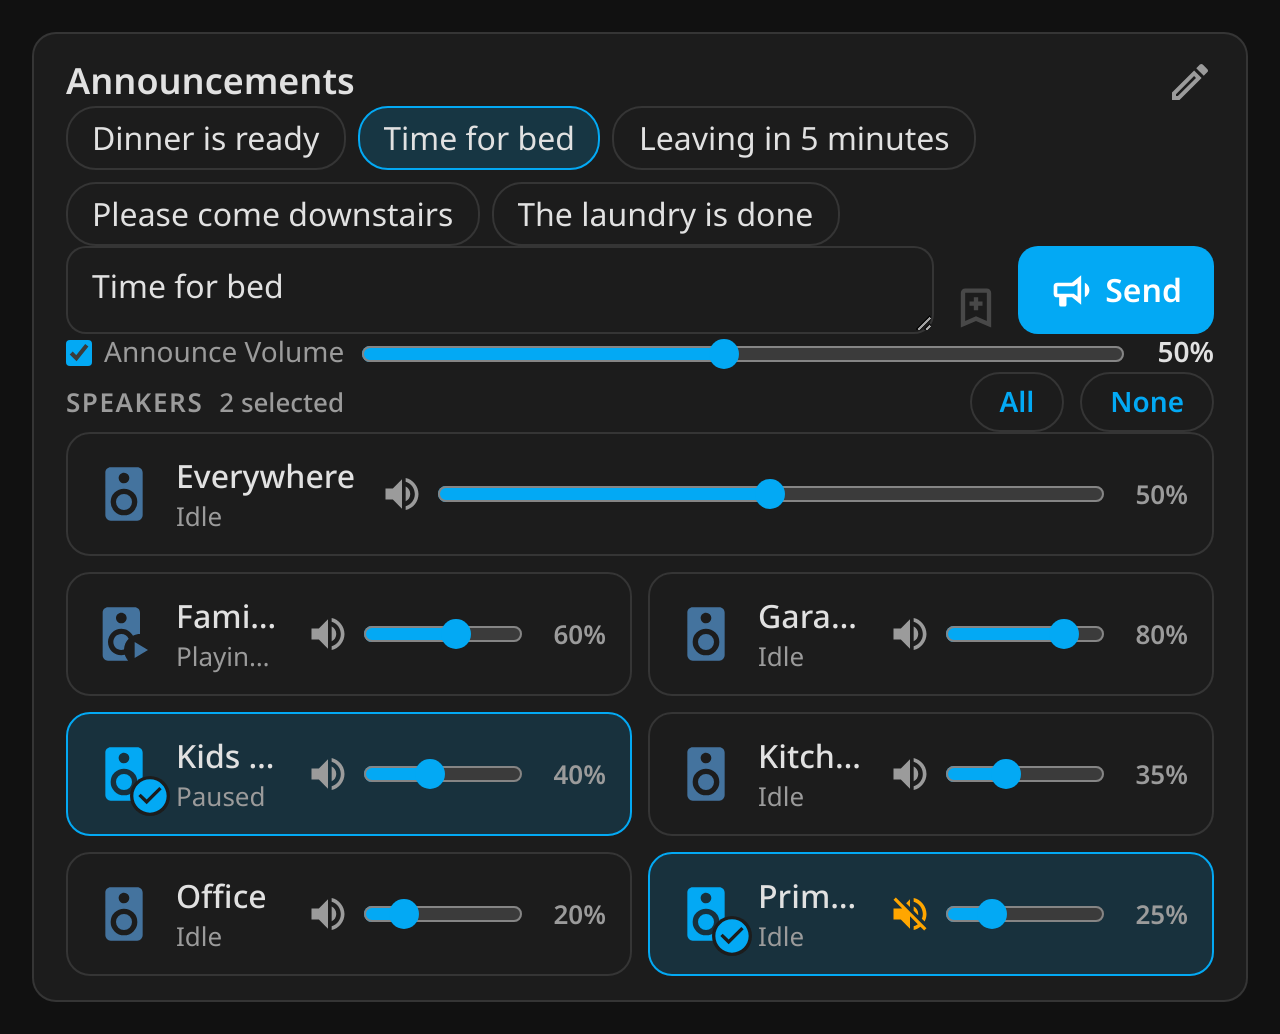 Announcements
Dinner is ready
Time for bed
Leaving in 5 minutes
Please come downstairs
The laundry is done
Time for bed
Send
Announce Volume
50%
SPEAKERS 2 selected
All
None
Everywhere
Idle
50%
Fami...
Playin...
60%
Gara...
Idle
80%
Kids ...
Paused
40%
Kitch...
Idle
35%
Office
Idle
20%
Prim...
Idle
25%